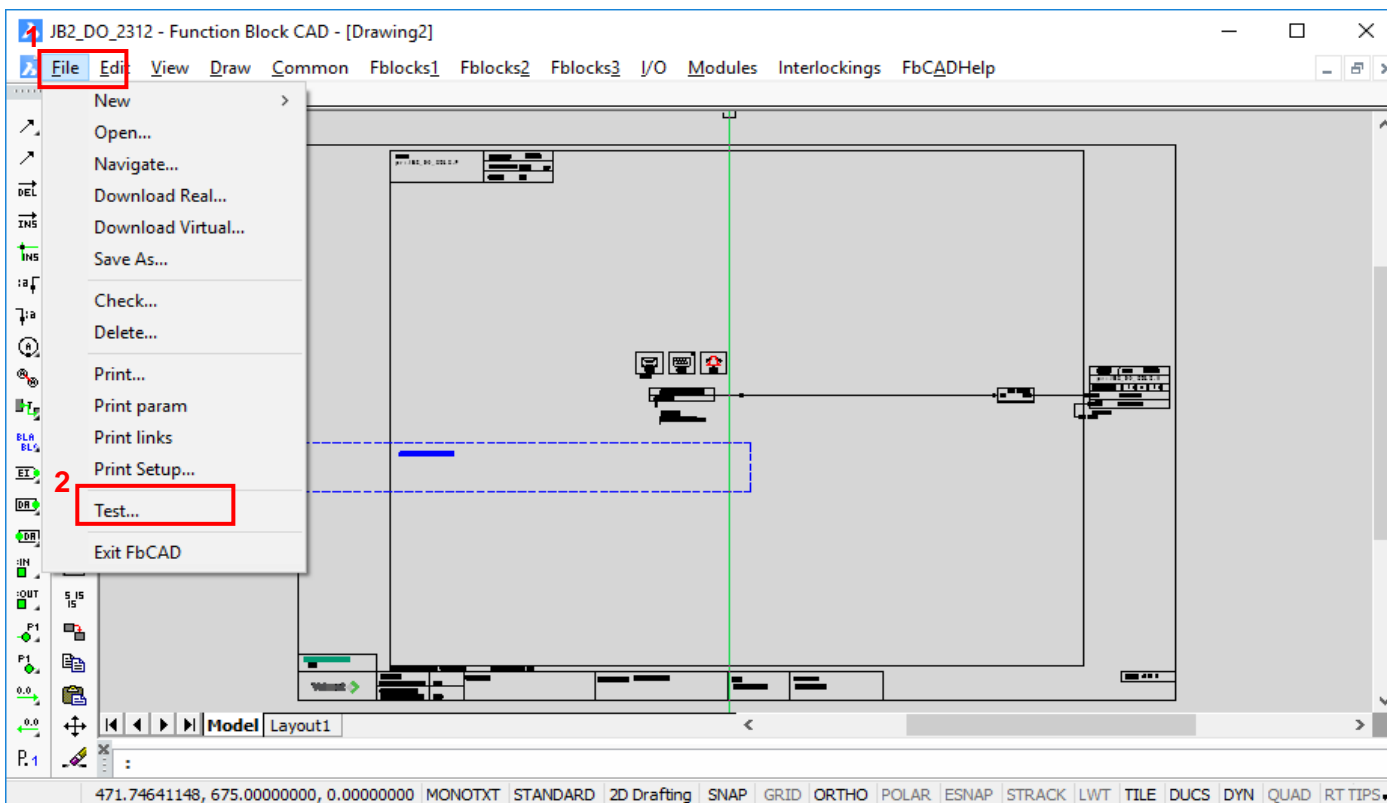 JB2_DO_2312 - Function Block CAD - [Drawing2]
1
File Edit View Draw Common Fblocks1 Fblocks2 Fblocks3 I/O Modules Interlockings FbCADHelp
New
Open...
Navigate...
Download Real...
Download Virtual...
Save As...
Check...
Delete...
Print...
Print param
Print links
Print Setup...
2
Test...
Exit FbCAD
DEL
INS
INS
:a
:a
A
BLA
BLS
EI
DA
DA
:IN
:OUT
S IS
IS
P1
P1
0.0
0.0
P.1
Valmet
Model Layout1
:
471.74641148, 675.00000000, 0.00000000 MONOTXT STANDARD 2D Drafting SNAP GRID ORTHO POLAR ESNAP STRACK LWT TILE DUCS DYN QUAD RT TIPS